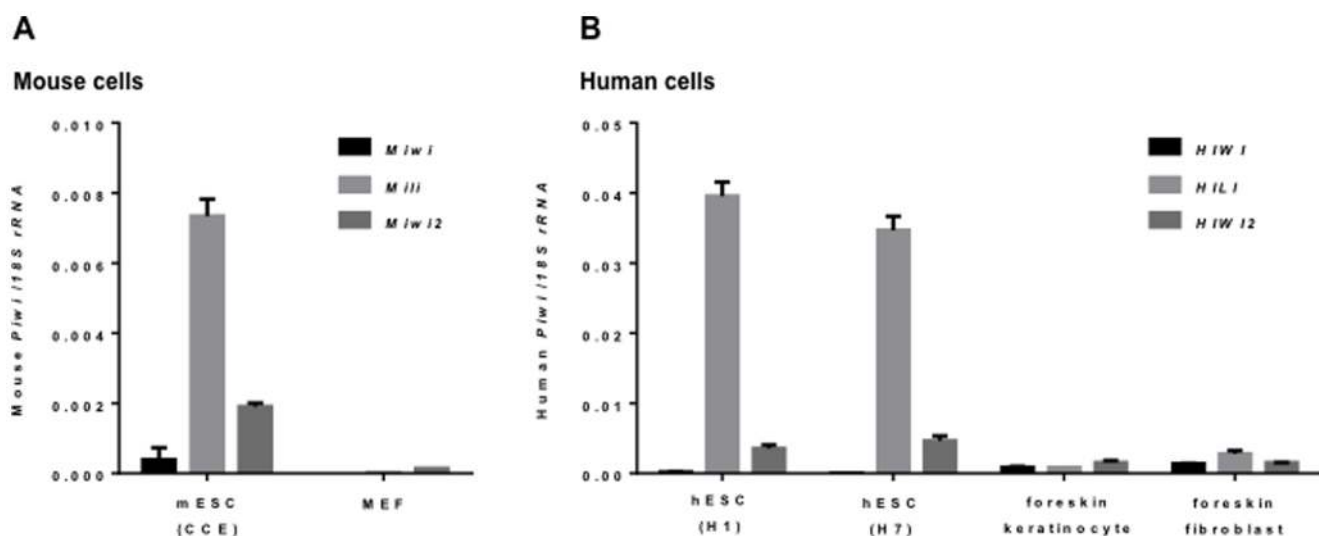 A
Mouse cells
Mouse Piwil/18S rRNA
0.010
0.008
0.006
0.004
0.002
0.000
Miwi
Mili
Miwi2
mESC
(CCE)
MEF
B
Human cells
Human Piwil/18S rRNA
0.05
0.04
0.03
0.02
0.01
0.00
HIWI
HILI
HIWI2
hESC
(H1)
hESC
(H7)
foreskin
keratinocyte
foreskin
fibroblast